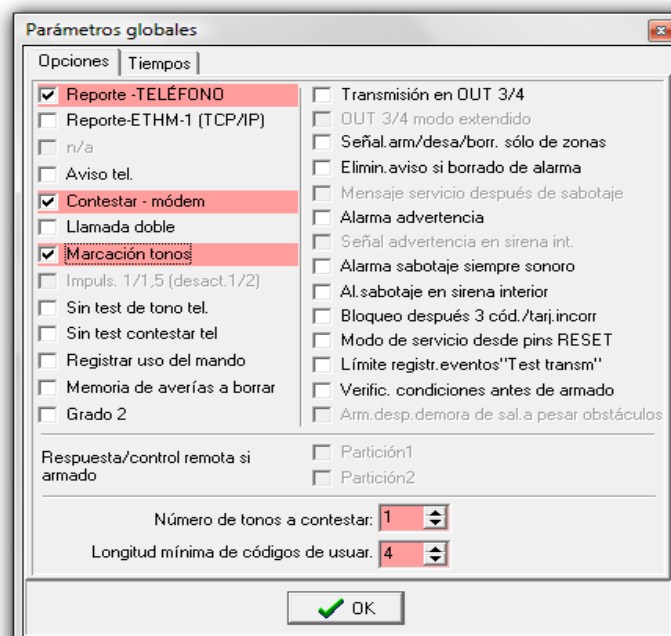 Parámetros globales
Opciones
Tiempos
Reporte -TELÉFONO
Reporte-ETHM-1 (TCP/IP)
n/a
Aviso tel.
Contestar - módem
Llamada doble
Marcación tonos
Impuls. 1/1,5 (desact.1/2)
Sin test de tono tel.
Sin test contestar tel
Registrar uso del mando
Memoria de averías a borrar
Grado 2
Transmisión en OUT 3/4
OUT 3/4 modo extendido
Señal.arm/desa/borr. sólo de zonas
Elimin.aviso si borrado de alarma
Mensaje servicio después de sabotaje
Alarma advertencia
Señal advertencia en sirena int.
Alarma sabotaje siempre sonoro
Al.sabotaje en sirena interior
Bloqueo después 3 cód./tarj.incorr
Modo de servicio desde pins RESET
Límite registr.eventos"Test transm"
Verific. condiciones antes de armado
Arm.desp.demora de sal.a pesar obstáculos
Respuesta/control remota si
armado
Partición1
Partición2
Número de tonos a contestar: 1
Longitud mínima de códigos de usuar. 4
OK